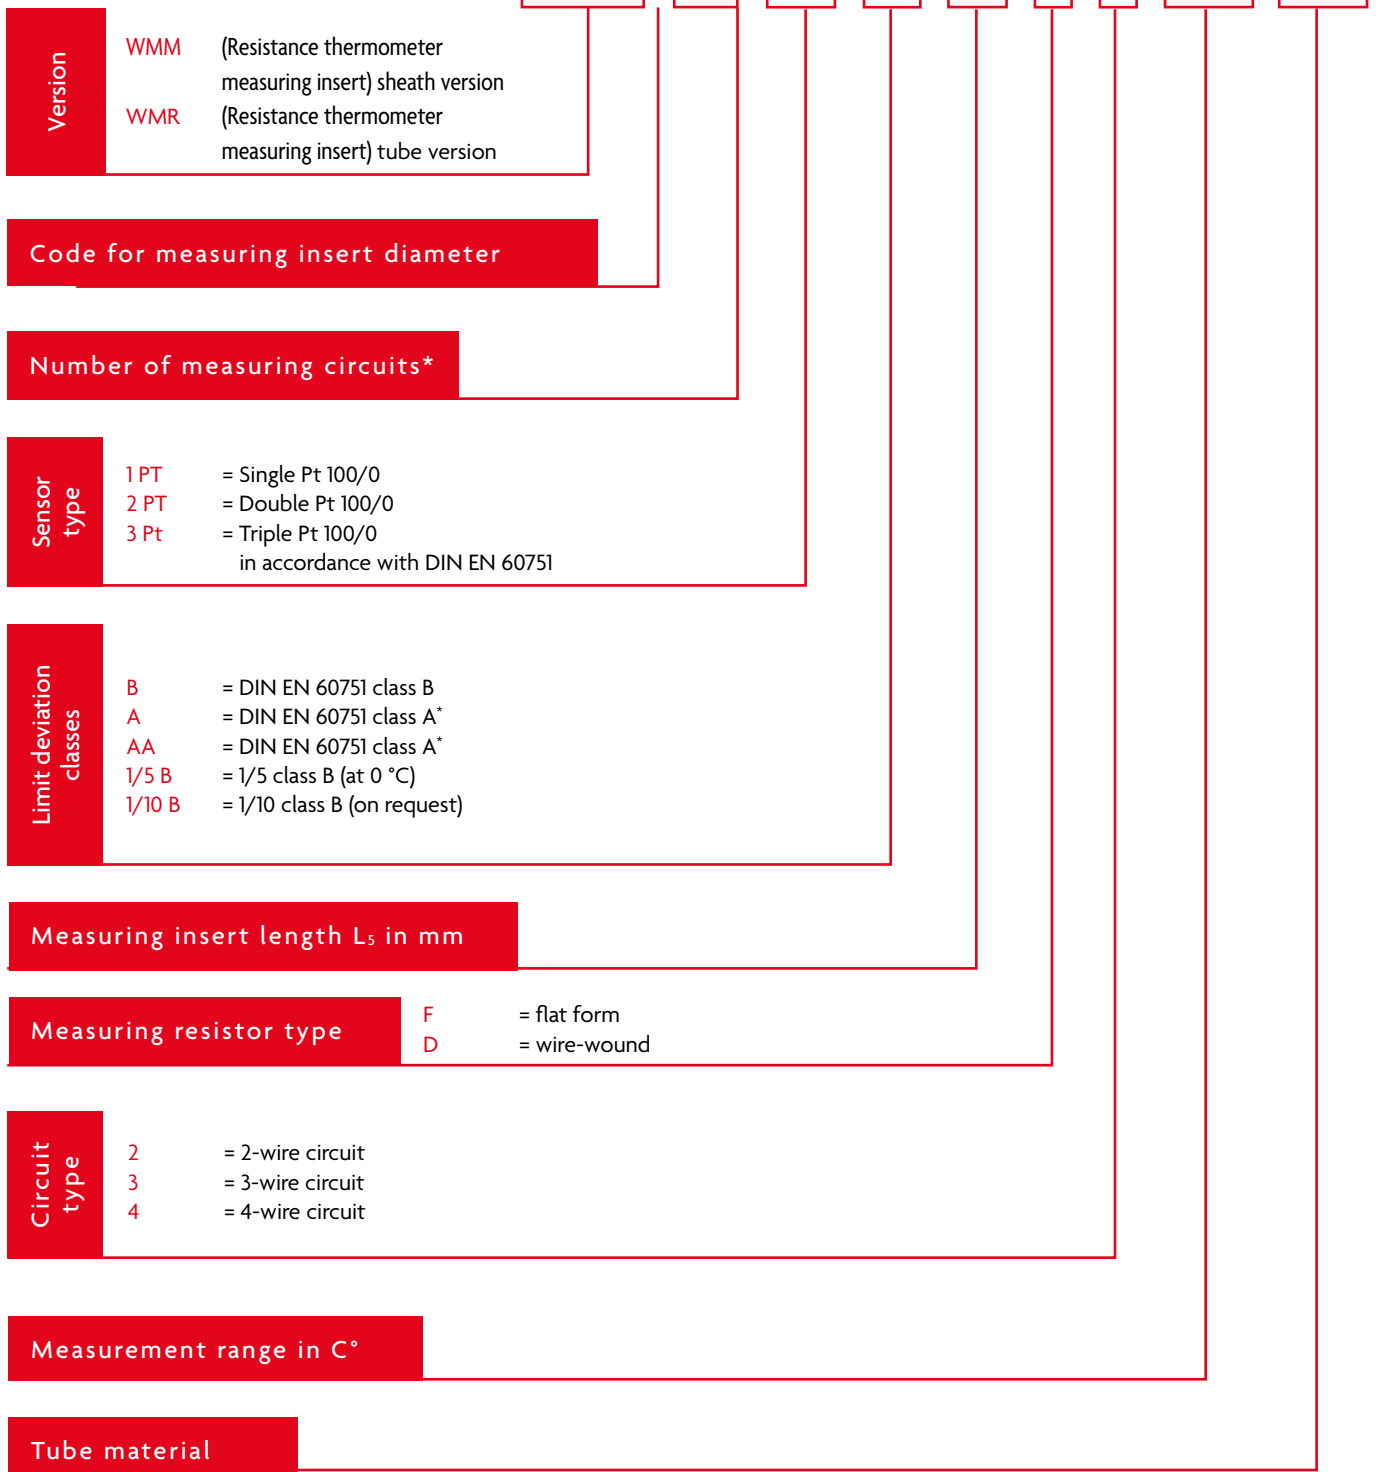 Version
WMM (Resistance thermometer
measuring insert) sheath version
WMR (Resistance thermometer
measuring insert) tube version
Code for measuring insert diameter
Number of measuring circuits*
Sensor
type
1 PT = Single Pt 100/0
2 PT = Double Pt 100/0
3 Pt = Triple Pt 100/0
in accordance with DIN EN 60751
Limit deviation
classes
B = DIN EN 60751 class B
A = DIN EN 60751 class A*
AA = DIN EN 60751 class A*
1/5 B = 1/5 class B (at 0 °C)
1/10 B = 1/10 class B (on request)
Measuring insert length L₅ in mm
Measuring resistor type
F = flat form
D = wire-wound
Circuit
type
2 = 2-wire circuit
3 = 3-wire circuit
4 = 4-wire circuit
Measurement range in C°
Tube material